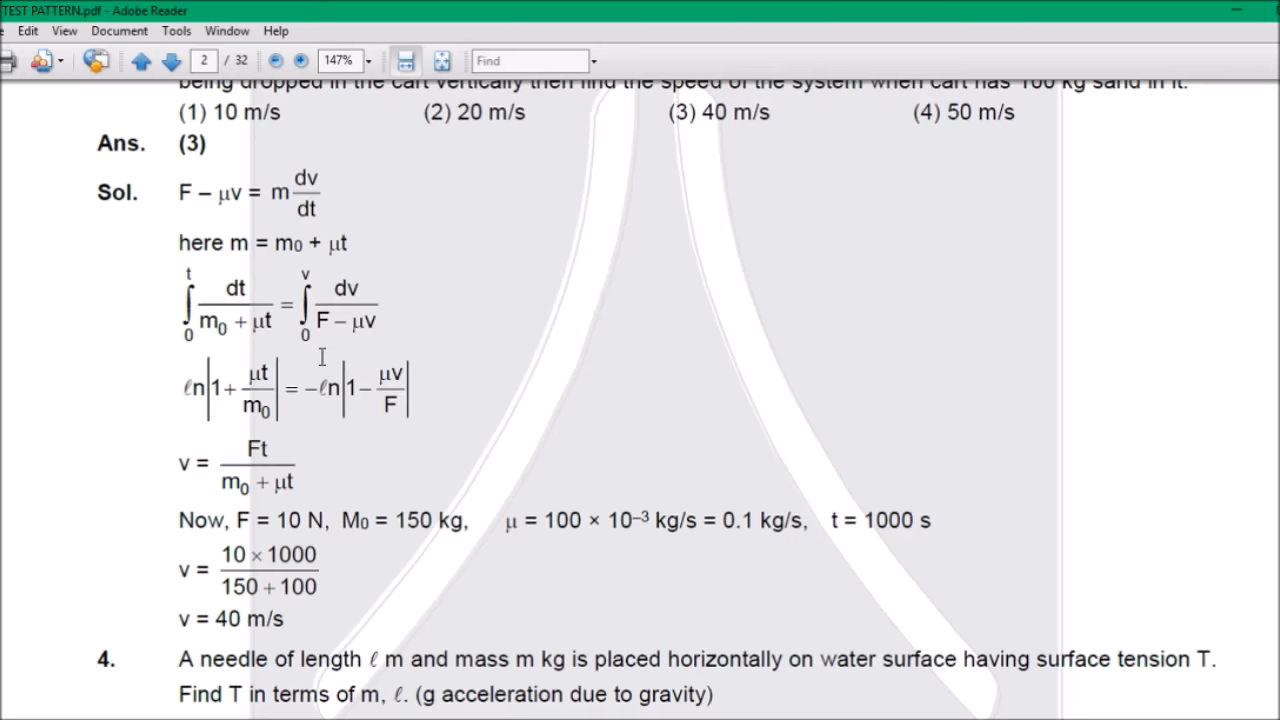 TEST PATTERN.pdf - Adobe Reader
Edit View Document Tools Window Help
2 / 32 147% Find
being dropped in the cart vertically then find the speed of the system when cart has 100 kg sand in it.
(1) 10 m/s (2) 20 m/s (3) 40 m/s (4) 50 m/s
Ans. (3)
Sol. F – μv = m dv/dt
here m = m₀ + μt
∫₀ᵗ dt/(m₀ + μt) = ∫₀ᵛ dv/(F – μv)
ℓn|1 + μt/m₀| = –ℓn|1 – μv/F|
v = Ft/(m₀ + μt)
Now, F = 10 N, M₀ = 150 kg, μ = 100 × 10⁻³ kg/s = 0.1 kg/s, t = 1000 s
v = (10 × 1000)/(150 + 100)
v = 40 m/s
4. A needle of length ℓ m and mass m kg is placed horizontally on water surface having surface tension T.
Find T in terms of m, ℓ. (g acceleration due to gravity)